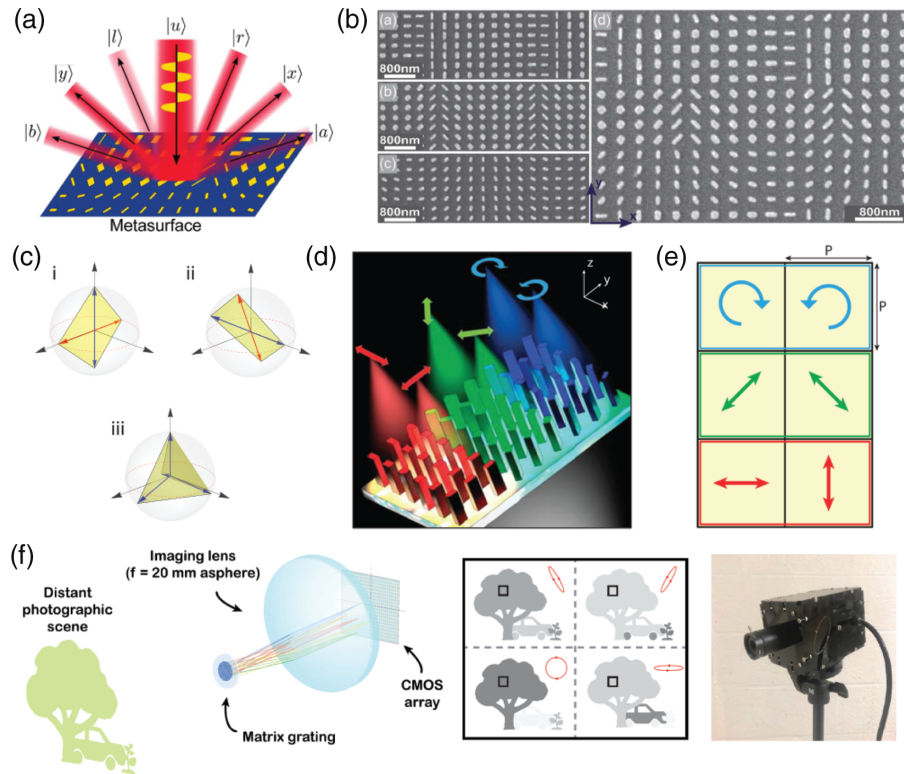 (a)
|u⟩
|l⟩
|r⟩
|y⟩
|x⟩
|b⟩
|a⟩
Metasurface
(b)
(a)
800nm
(b)
800nm
(c)
800nm
(d)
y
x
800nm
(c)
i
ii
iii
(d)
z
y
x
(e)
P
P
(f)
Distant
photographic
scene
Imaging lens
(f = 20 mm asphere)
Matrix grating
CMOS
array